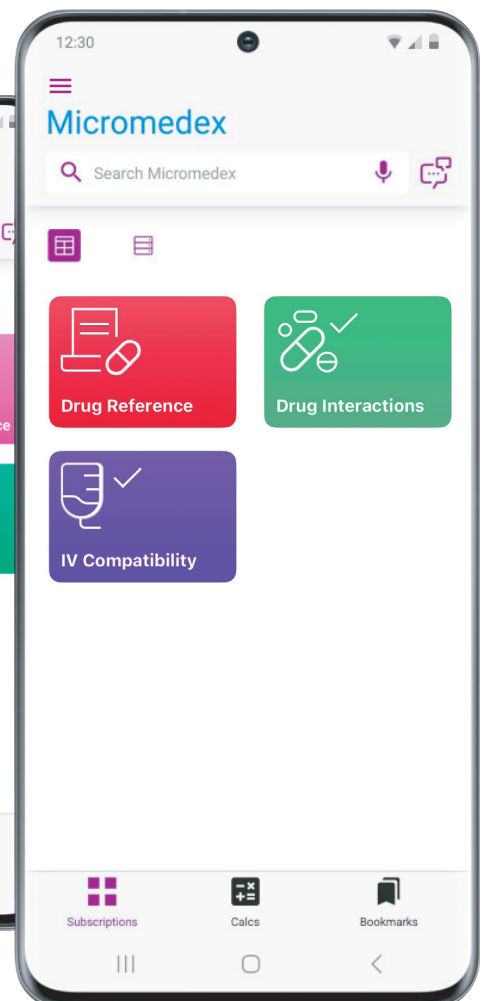 12:30
Micromedex
Search Micromedex
Drug Reference
Drug Interactions
IV Compatibility
Subscriptions
Calcs
Bookmarks